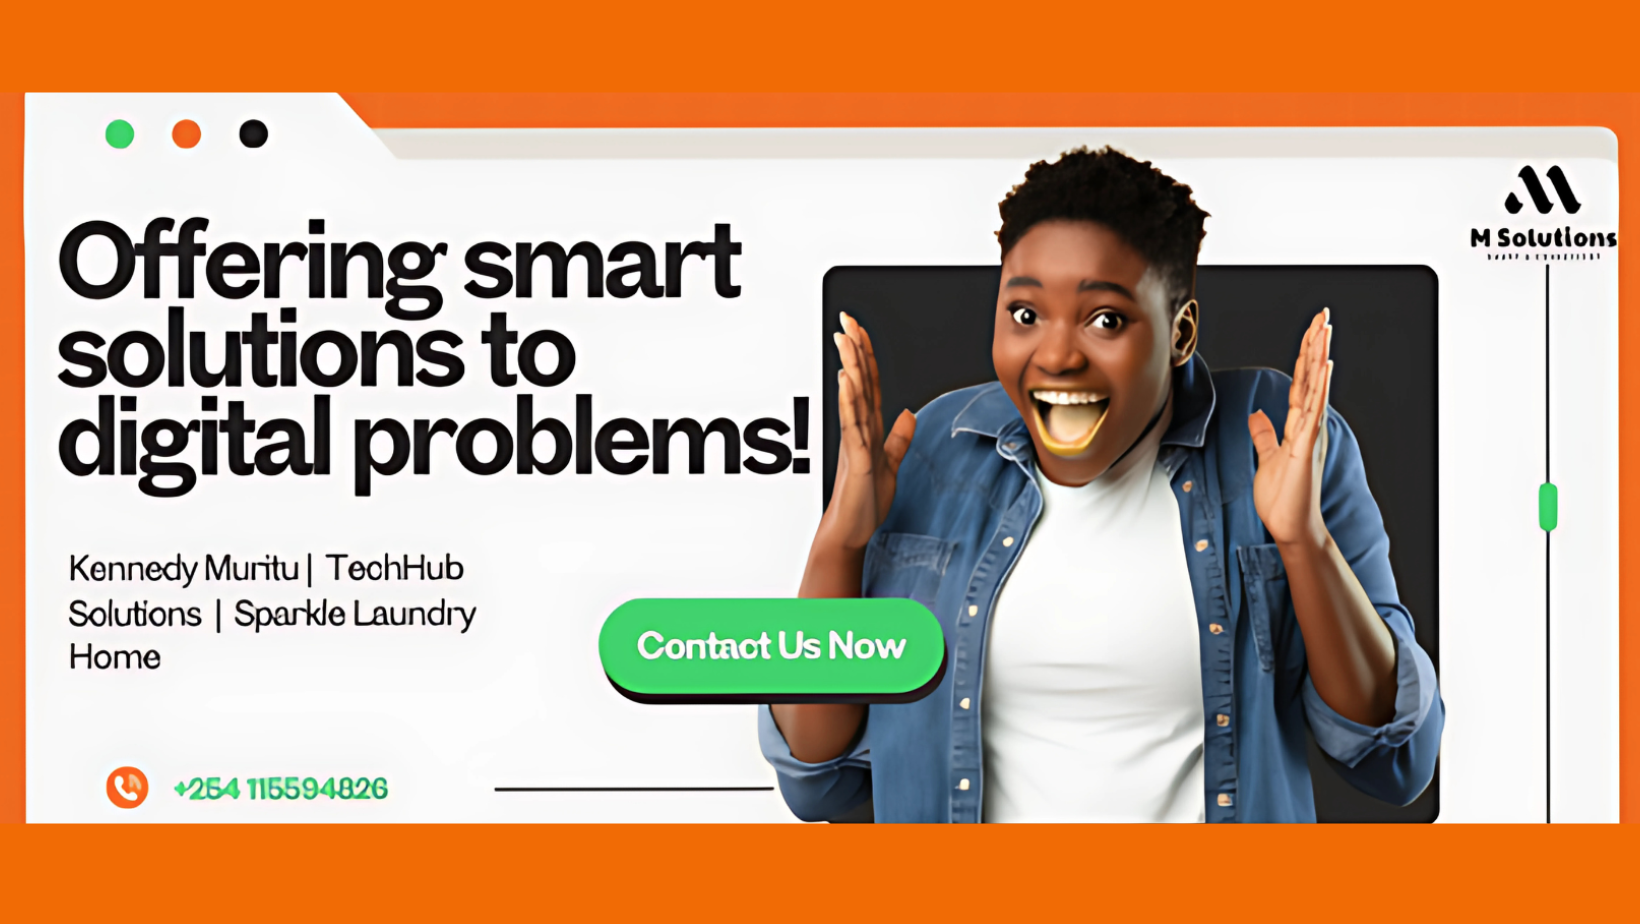 Offering smart
solutions to
digital problems!
M Solutions
Kennedy Muritu | TechHub
Solutions | Sparkle Laundry
Home
Contact Us Now
+254 115594826